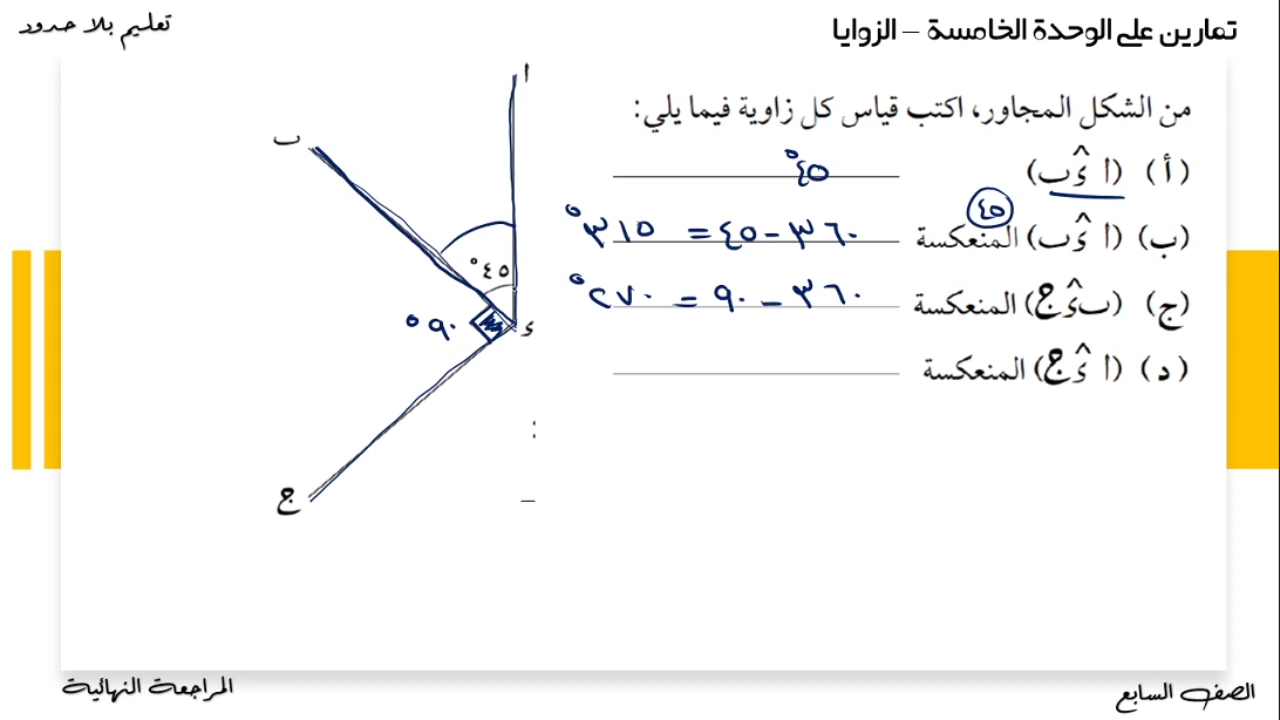 تمارين على الوحدة الخامسة – الزوايا
تعليم بلا حدود
من الشكل المجاور، اكتب قياس كل زاوية فيما يلي:
(أ) (ا ءَ̂ ب) ٤٥°
(ب) (ا ءَ̂ ب) المنعكسة ٣٦٠ - ٤٥ = ٣١٥°
٤٥
(ج) (ب ءَ̂ ج) المنعكسة ٣٦٠ - ٩٠ = ٢٧٠°
(د) (ا ءَ̂ ج) المنعكسة
ا
ب
٤٥°
٩٠°
ء
ج
:
الصف السابع
المراجعة النهائية